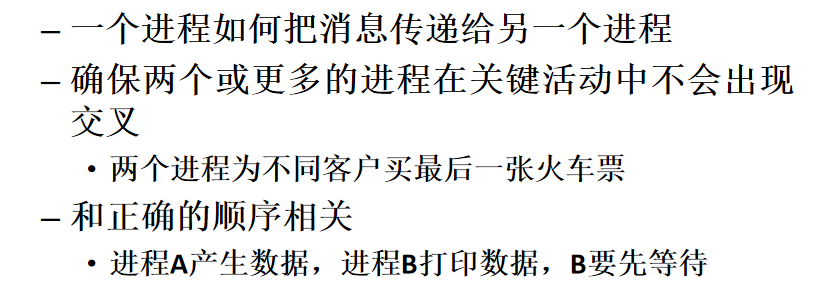 – 一个进程如何把消息传递给另一个进程
– 确保两个或更多的进程在关键活动中不会出现
交叉
• 两个进程为不同客户买最后一张火车票
– 和正确的顺序相关
• 进程A产生数据，进程B打印数据，B要先等待